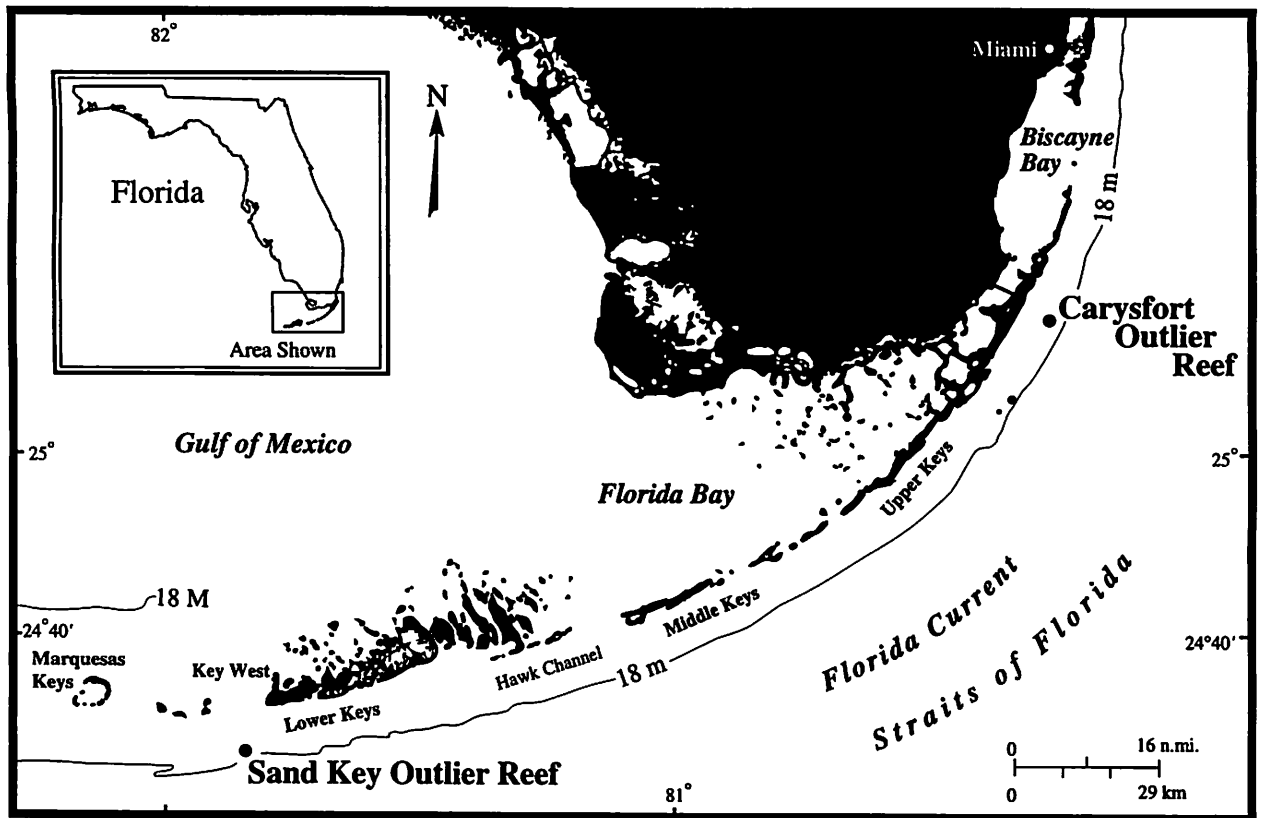 82°
Miami
N
Florida
Area Shown
Biscayne
Bay
18 m
Carysfort
Outlier
Reef
Gulf of Mexico
25°
25°
Florida Bay
Upper Keys
18 M
24°40'
Middle Keys
Florida Current
24°40'
Marquesas
Keys
Key West
Hawk Channel
18 m
Straits of Florida
Lower Keys
Sand Key Outlier Reef
0 16 n.mi.
0 29 km
81°